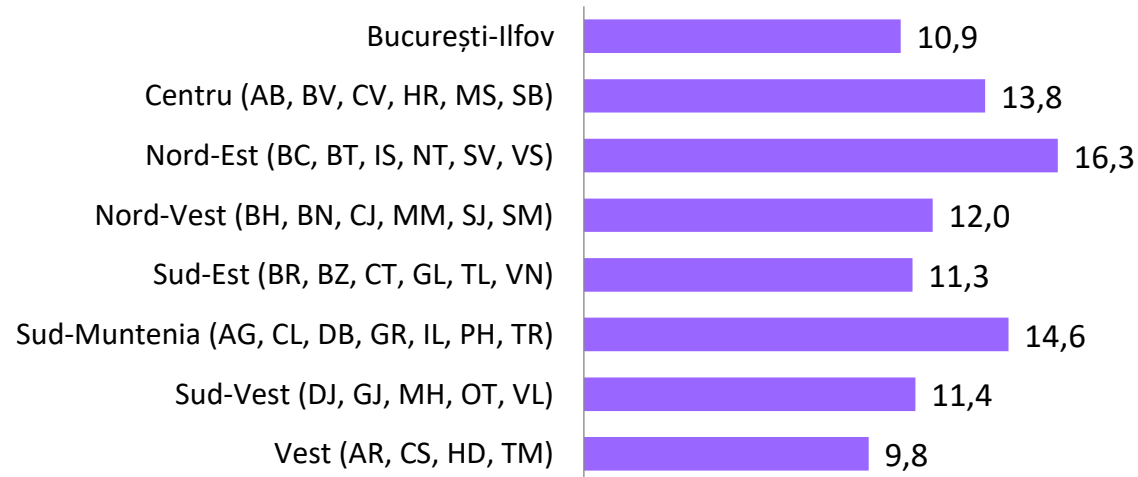 București-Ilfov 10,9
Centru (AB, BV, CV, HR, MS, SB) 13,8
Nord-Est (BC, BT, IS, NT, SV, VS) 16,3
Nord-Vest (BH, BN, CJ, MM, SJ, SM) 12,0
Sud-Est (BR, BZ, CT, GL, TL, VN) 11,3
Sud-Muntenia (AG, CL, DB, GR, IL, PH, TR) 14,6
Sud-Vest (DJ, GJ, MH, OT, VL) 11,4
Vest (AR, CS, HD, TM) 9,8